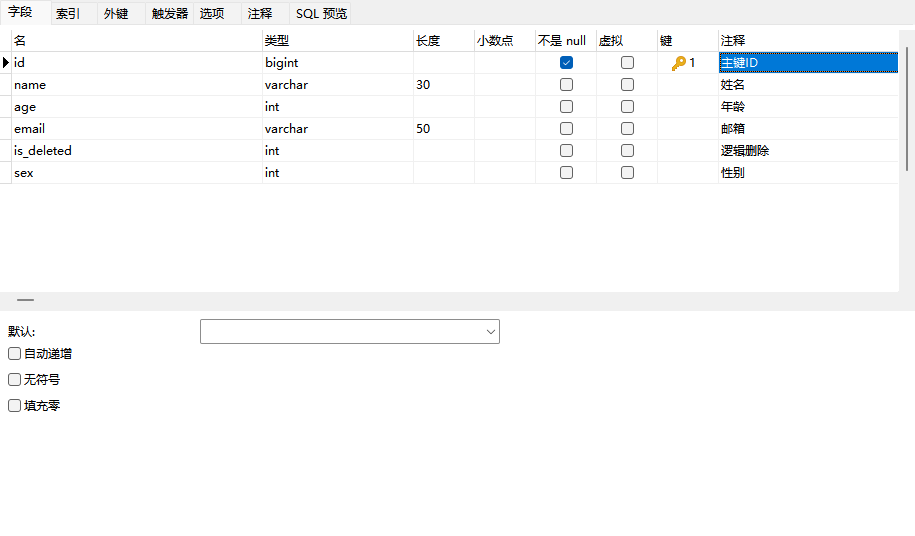 字段 索引 外键 触发器 选项 注释 SQL 预览
名 类型 长度 小数点 不是 null 虚拟 键 注释
id bigint 1 主键ID
name varchar 30 姓名
age int 年龄
email varchar 50 邮箱
is_deleted int 逻辑删除
sex int 性别
默认:
自动递增
无符号
填充零